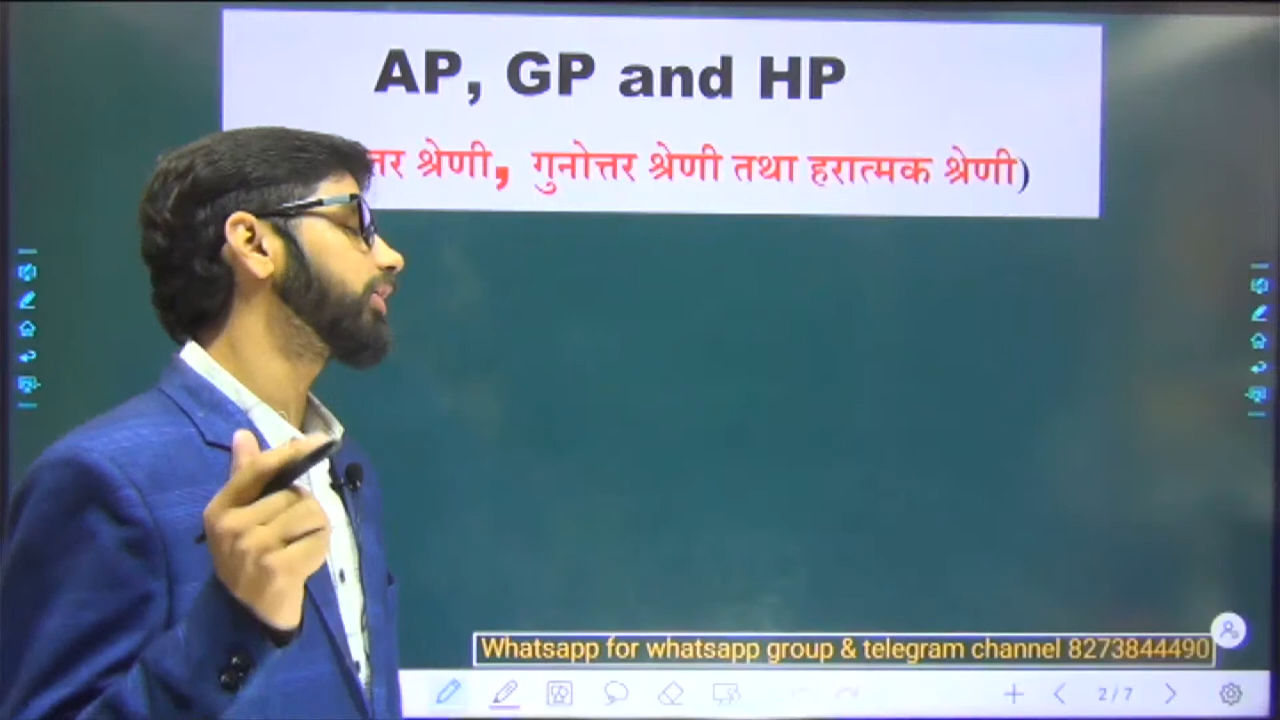 AP, GP and HP
त्तर श्रेणी, गुनोत्तर श्रेणी तथा हरात्मक श्रेणी)
Whatsapp for whatsapp group & telegram channel 8273844490
2/7